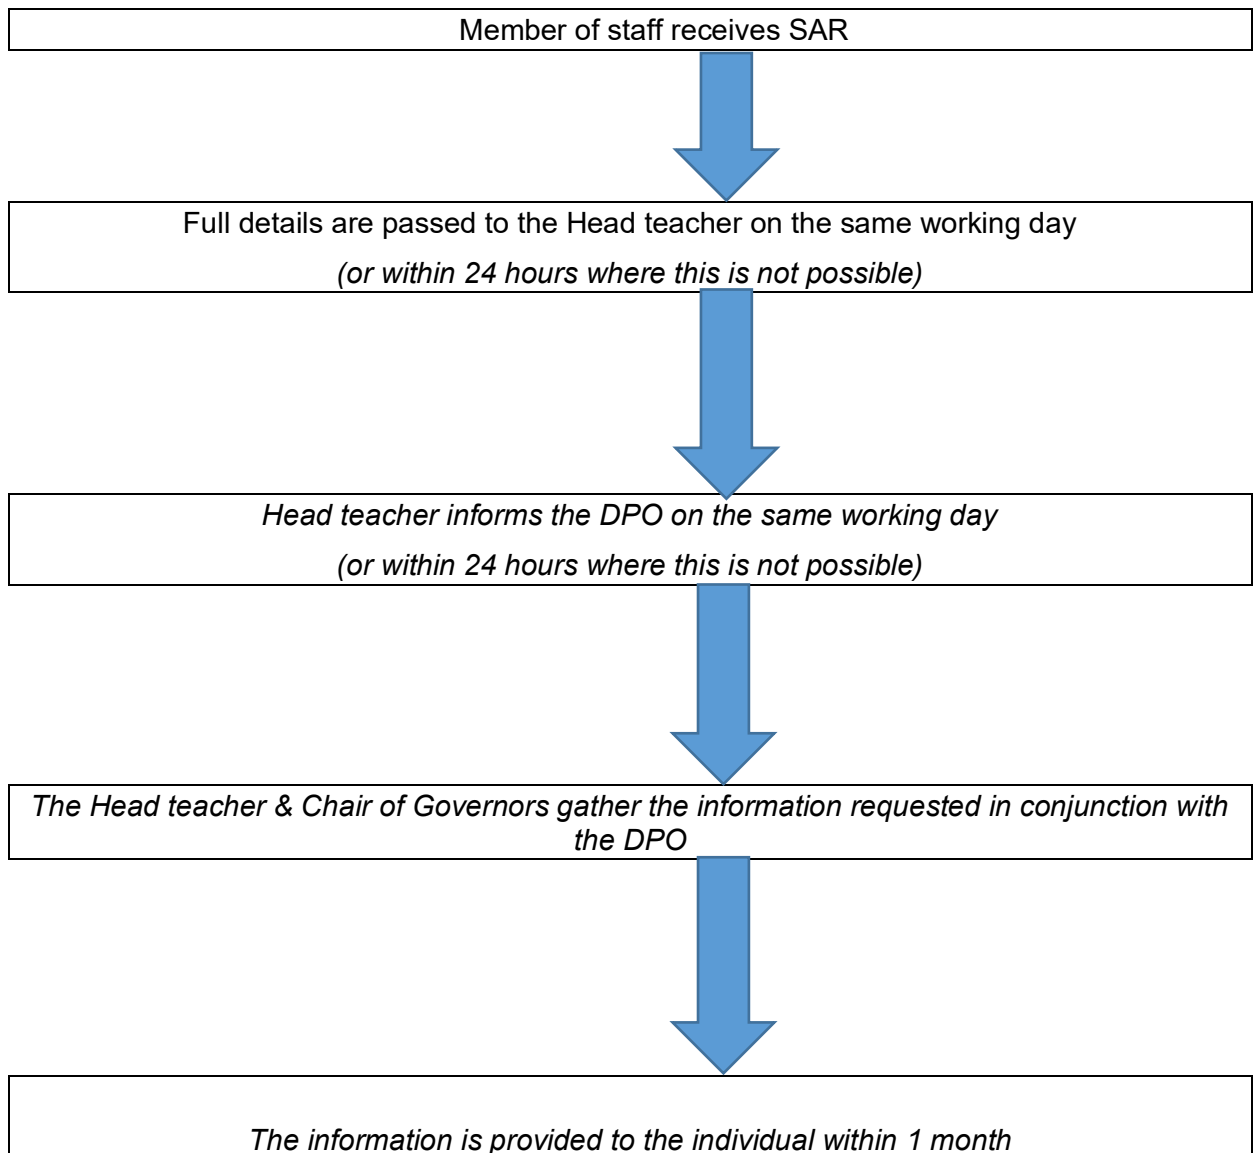 Member of staff receives SAR
Full details are passed to the Head teacher on the same working day
(or within 24 hours where this is not possible)
Head teacher informs the DPO on the same working day
(or within 24 hours where this is not possible)
The Head teacher & Chair of Governors gather the information requested in conjunction with
the DPO
The information is provided to the individual within 1 month